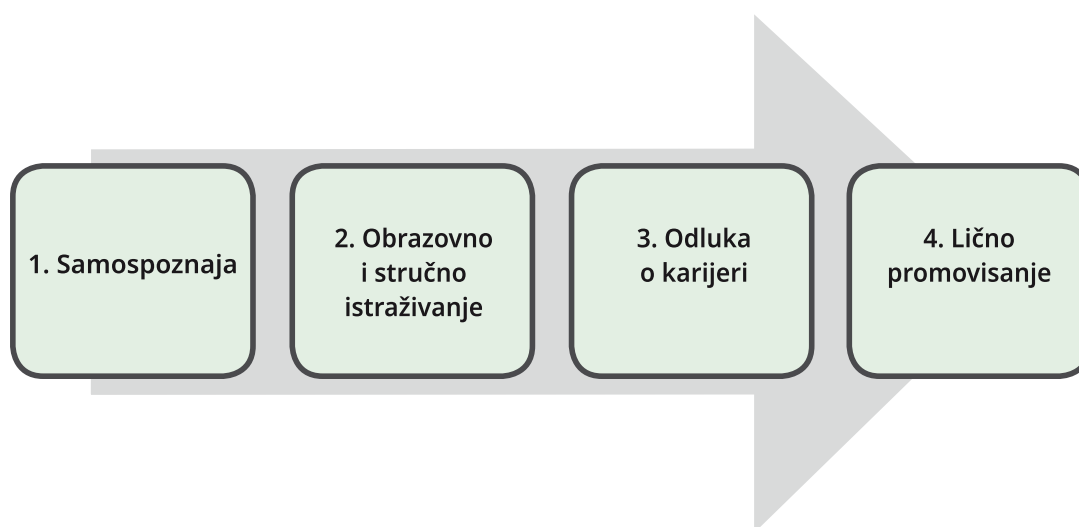 1. Samospoznaja
2. Obrazovno
i stručno
istraživanje
3. Odluka
o karijeri
4. Lično
promovisanje